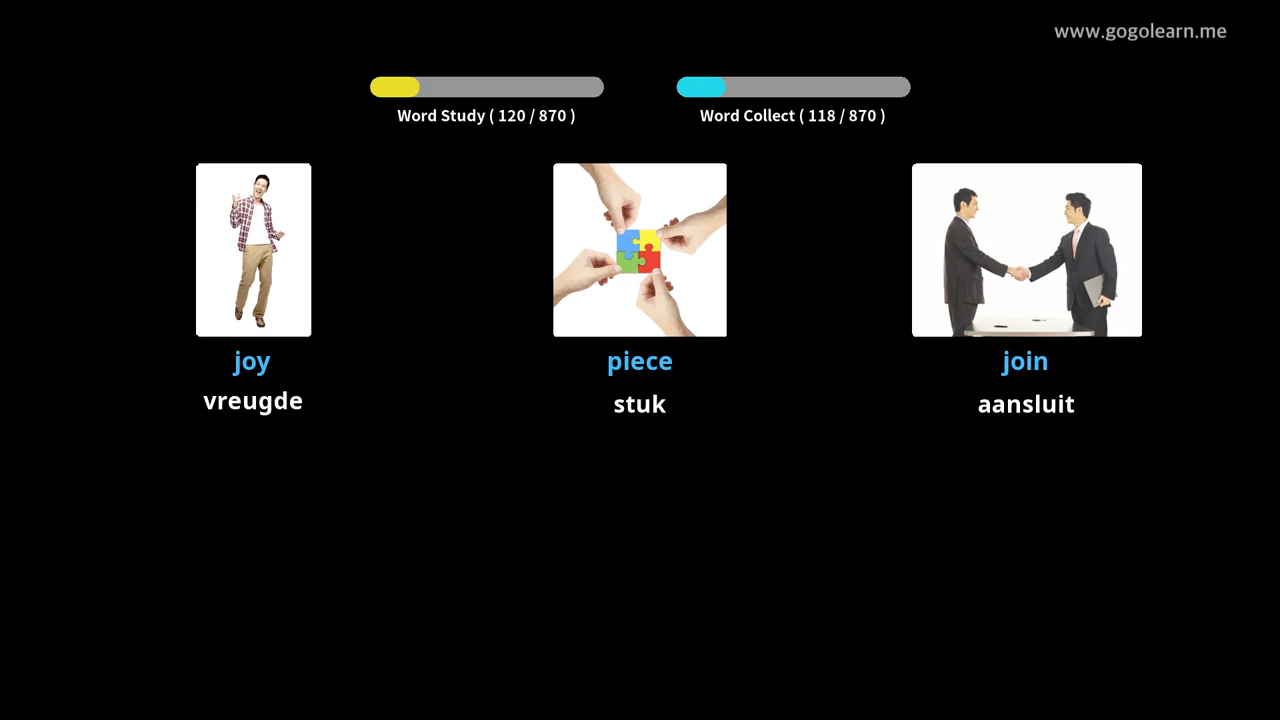 www.gogolearn.me
Word Study ( 120 / 870 )
Word Collect ( 118 / 870 )
joy
piece
join
vreugde
stuk
aansluit